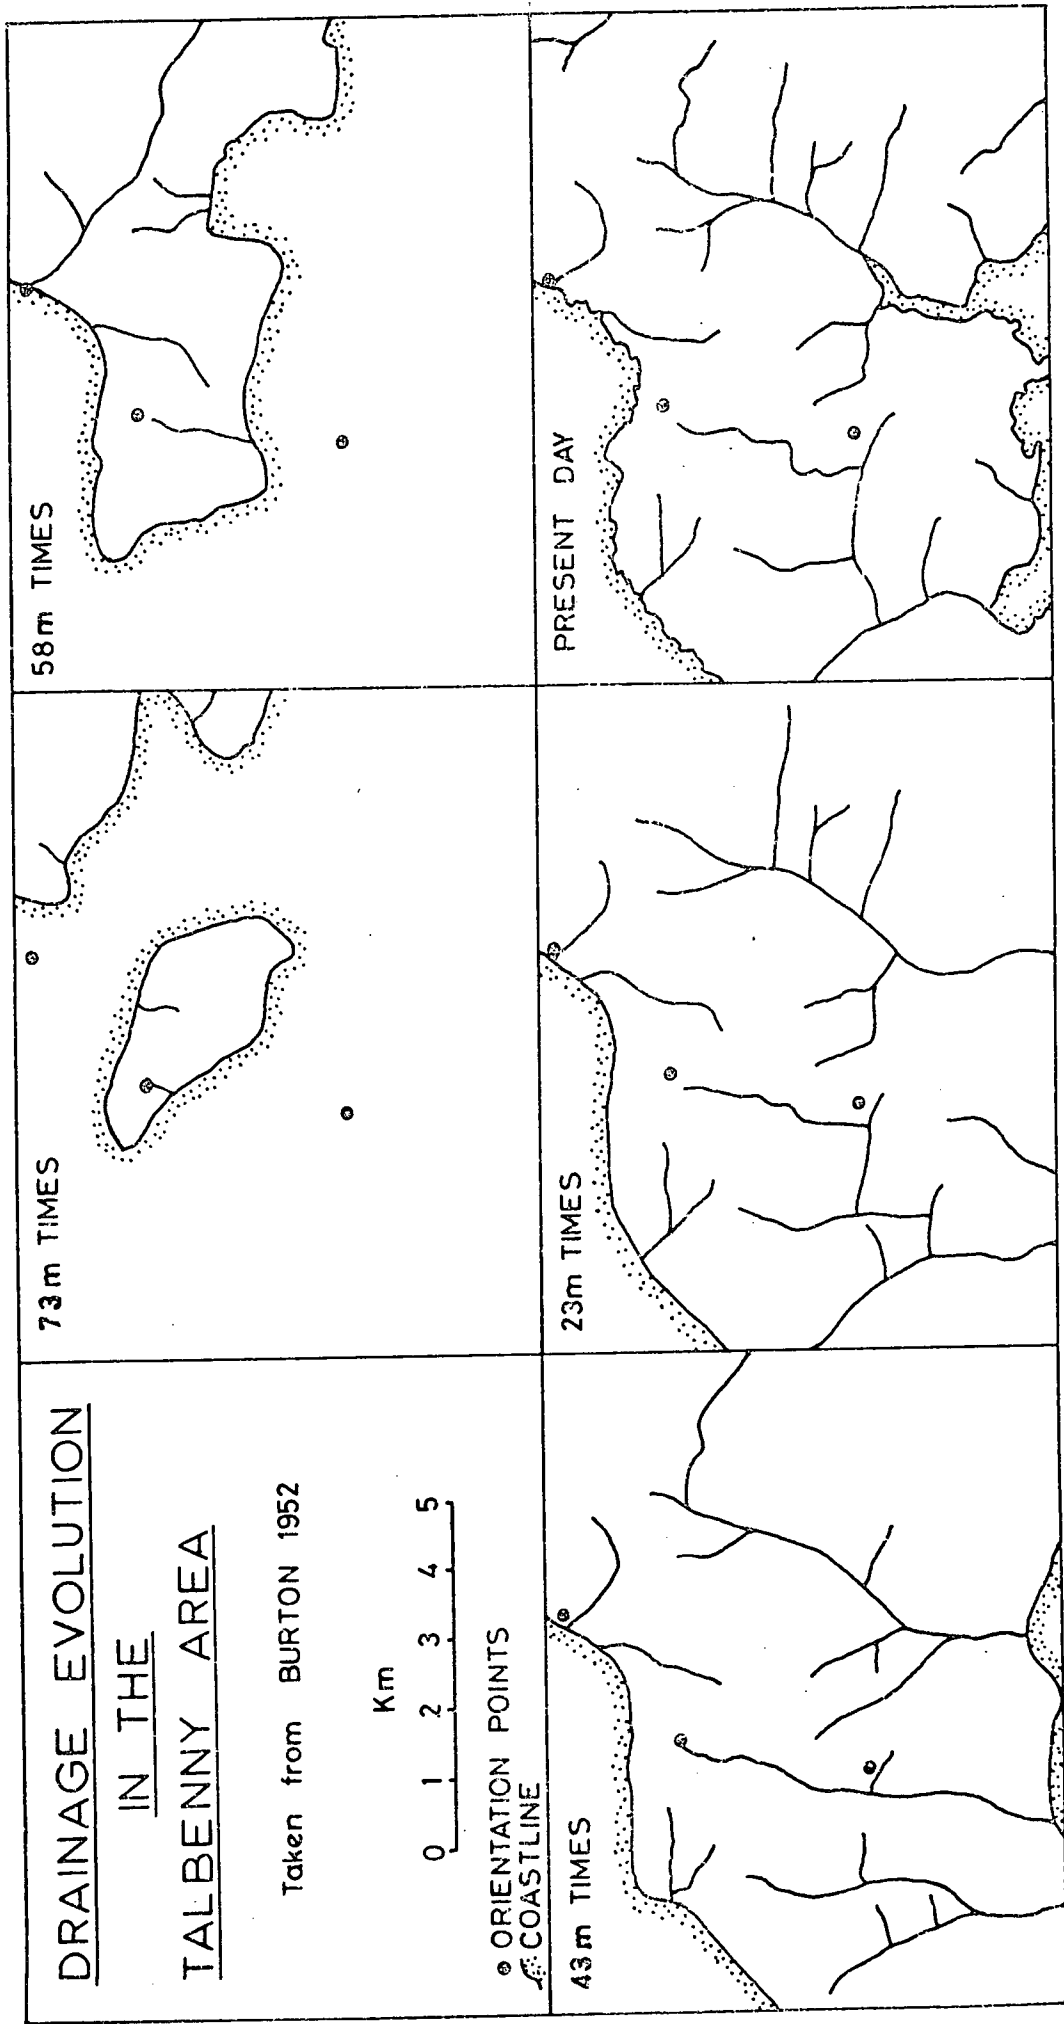 DRAINAGE EVOLUTION
IN THE
TALBENNY AREA
Taken from BURTON 1952
Km
0 1 2 3 4 5
ORIENTATION POINTS
COASTLINE
73m TIMES
58m TIMES
43m TIMES
23m TIMES
PRESENT DAY